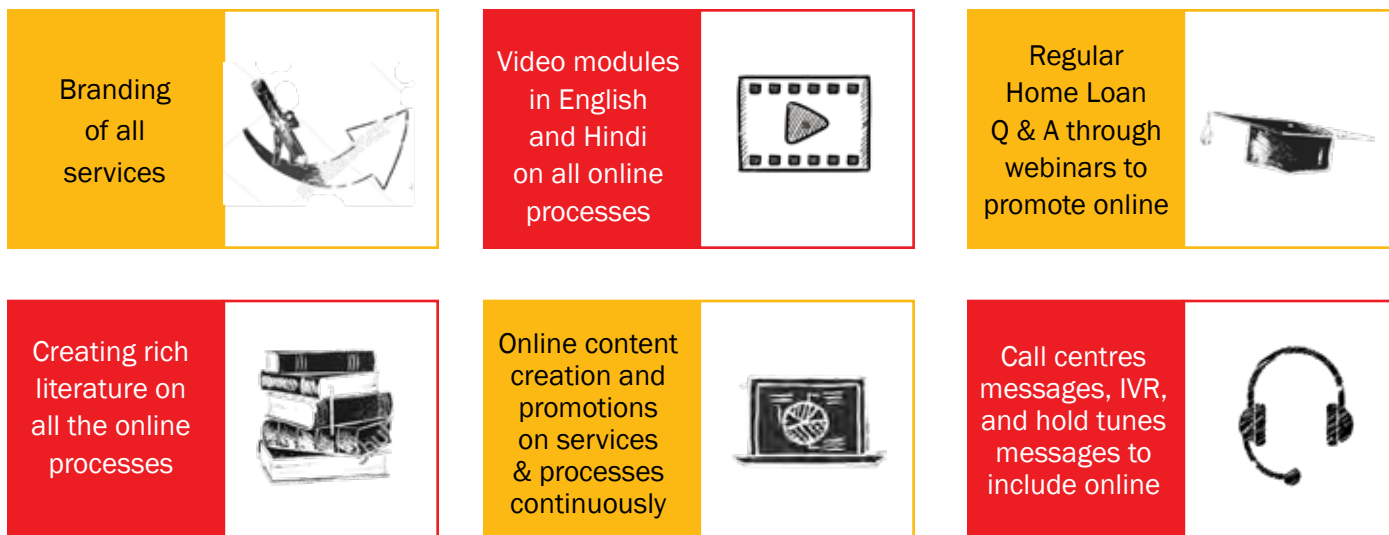 Branding
of all
services
Video modules
in English
and Hindi
on all online
processes
Regular
Home Loan
Q & A through
webinars to
promote online
Creating rich
literature on
all the online
processes
Online content
creation and
promotions
on services
& processes
continuously
Call centres
messages, IVR,
and hold tunes
messages to
include online